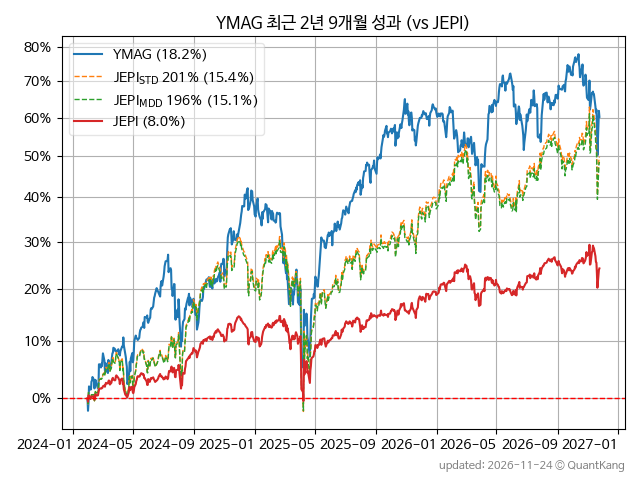 YMAG 최근 2년 9개월 성과 (vs JEPI)
80%
70%
60%
50%
40%
30%
20%
10%
0%
YMAG (18.2%)
JEPISTD 201% (15.4%)
JEPIMDD 196% (15.1%)
JEPI (8.0%)
2024-01 2024-05 2024-09 2025-01 2025-05 2025-09 2026-01 2026-05 2026-09 2027-01
updated: 2026-11-24 © QuantKang